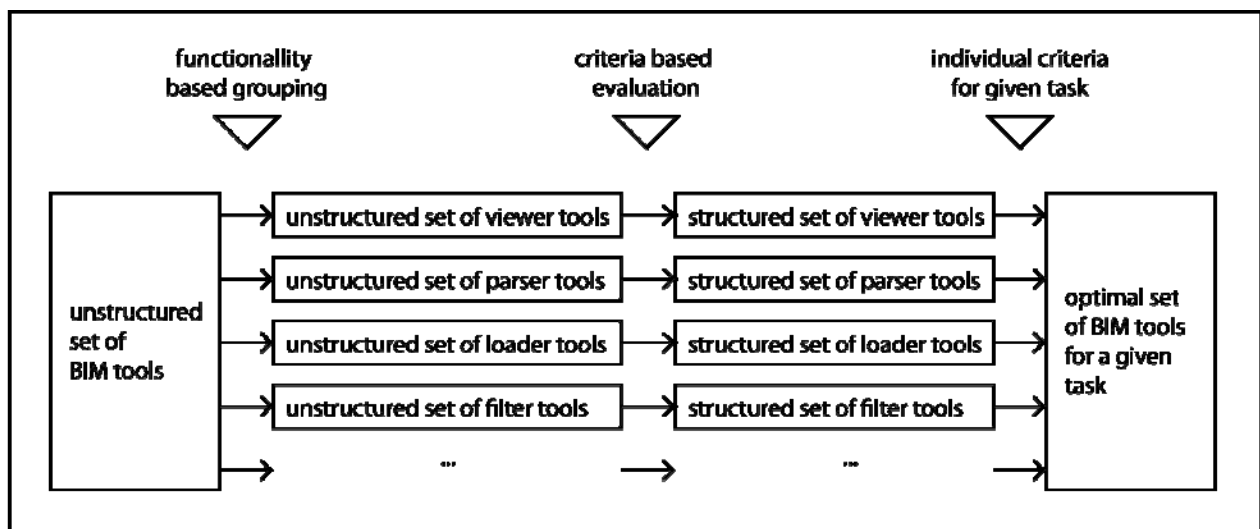 functionallity
based grouping
criteria based
evaluation
individual criteria
for given task
unstructured
set of
BIM tools
unstructured set of viewer tools
structured set of viewer tools
unstructured set of parser tools
structured set of parser tools
unstructured set of loader tools
structured set of loader tools
unstructured set of filter tools
structured set of filter tools
...
...
optimal set
of BIM tools
for a given
task